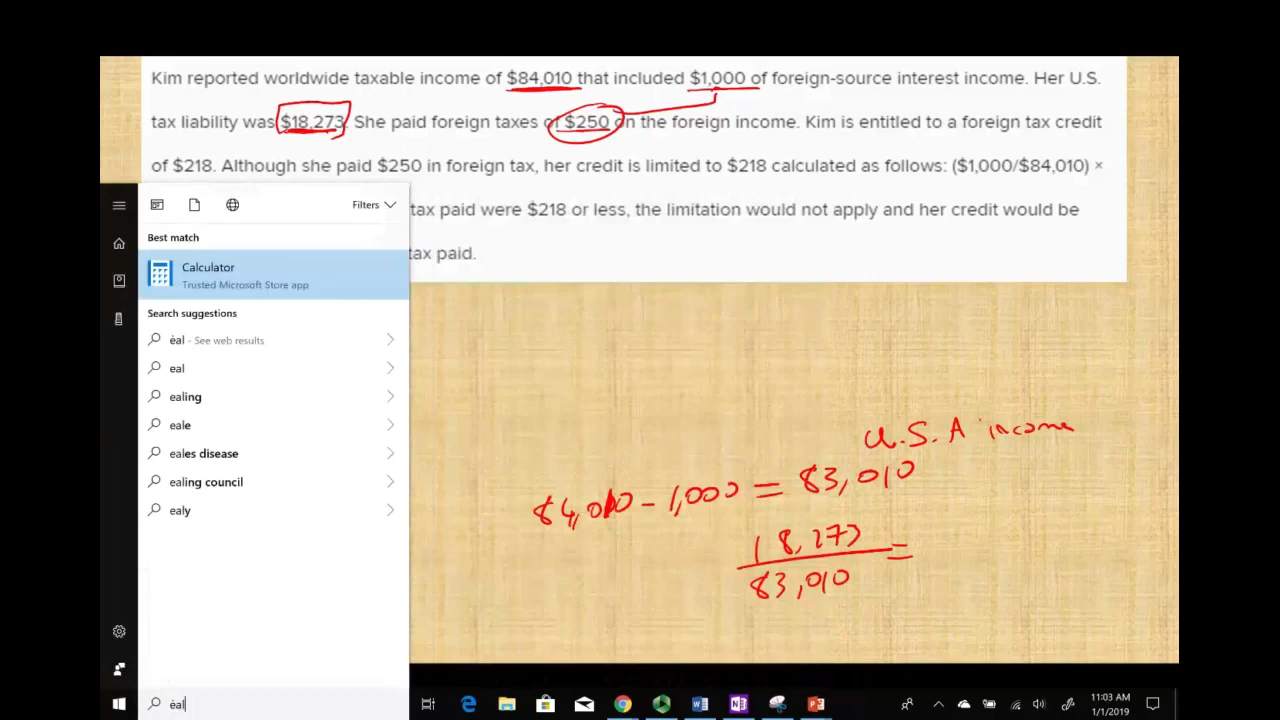 Kim reported worldwide taxable income of $84,010 that included $1,000 of foreign-source interest income. Her U.S.
tax liability was $18,273. She paid foreign taxes of $250 on the foreign income. Kim is entitled to a foreign tax credit
of $218. Although she paid $250 in foreign tax, her credit is limited to $218 calculated as follows: ($1,000/$84,010) ×
tax paid were $218 or less, the limitation would not apply and her credit would be
tax paid.
Filters
Best match
Calculator
Trusted Microsoft Store app
Search suggestions
èal - See web results
eal
ealing
eale
eales disease
ealing council
ealy
U.S.A income
84,010 - 1,000 = 83,010
18,273 =
83,010
èal
11:03 AM
1/1/2019